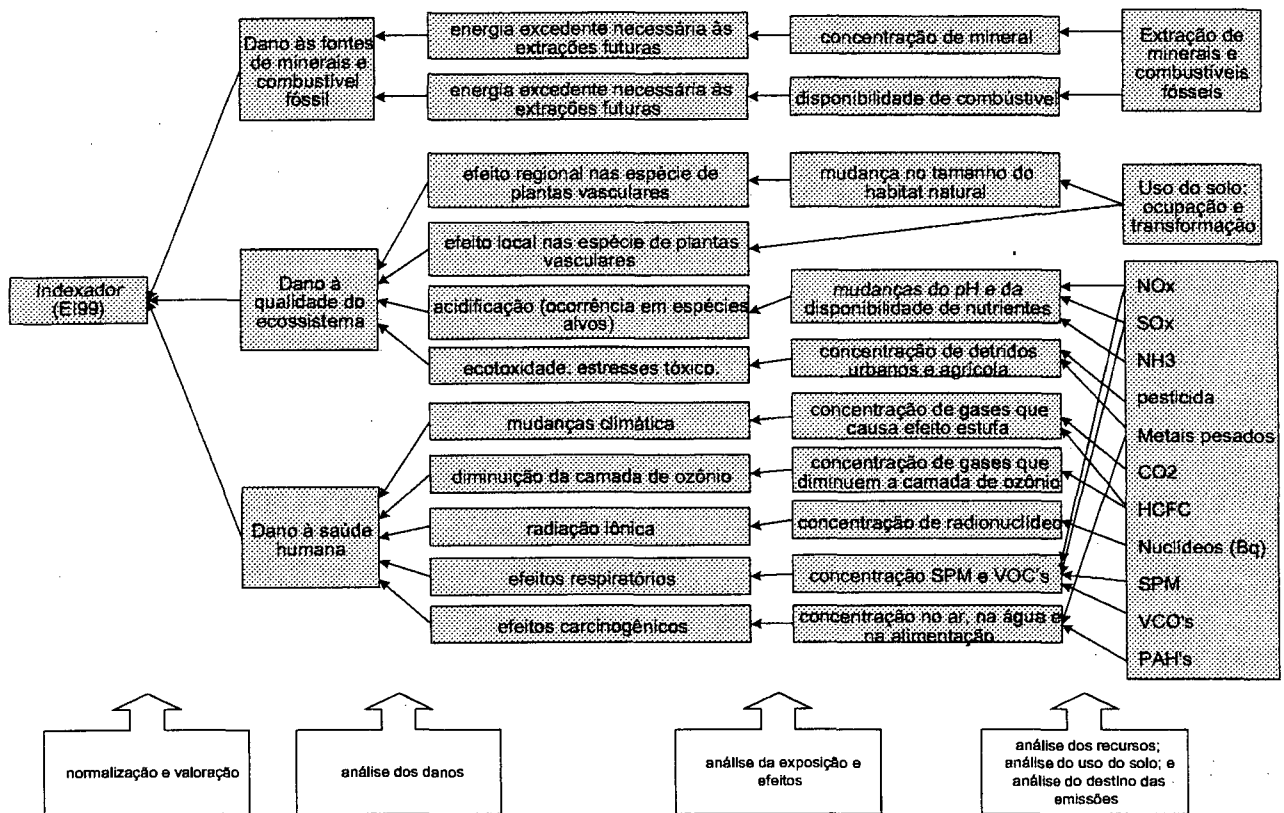 Dano às fontes
de minerais e
combustível
fóssil
energia excedente necessária às
extrações futuras
concentração de mineral
Extração de
minerais e
combustíveis
fósseis
energia excedente necessária às
extrações futuras
disponibilidade de combústivel
efeito regional nas espécie de
plantas vasculares
mudança no tamanho do
habitat natural
Uso do solo:
ocupação e
transformação
efeito local nas espécie de plantas
vasculares
Indexador
(EI99)
Dano à
qualidade do
ecossistema
acidificação (ocorrência em espécies
alvos)
mudanças do pH e da
disponibilidade de nutrientes
ecotoxidade. estresses tóxico.
concentração de detridos
urbanos e agrícola
mudanças climática
concentração de gases que
causa efeito estufa
diminuição da camada de ozônio
concentração de gases que
diminuem a camada de ozônio
Dano à saúde
humana
radiação iônica
concentração de radionuclídeo
efeitos respiratórios
concentração SPM e VOC's
efeitos carcinogênicos
concentração no ar, na água e
na alimentação
NOx
SOx
NH3
pesticida
Metais pesados
CO2
HCFC
Nuclídeos (Bq)
SPM
VCO's
PAH's
normalização e valoração
análise dos danos
análise da exposição e
efeitos
análise dos recursos;
análise do uso do solo; e
análise do destino das
emissões